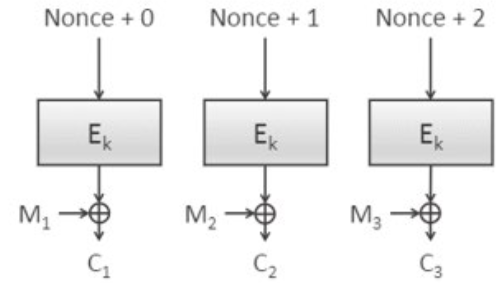 Nonce + 0 Nonce + 1 Nonce + 2
Eₖ Eₖ Eₖ
M₁ M₂ M₃
C₁ C₂ C₃